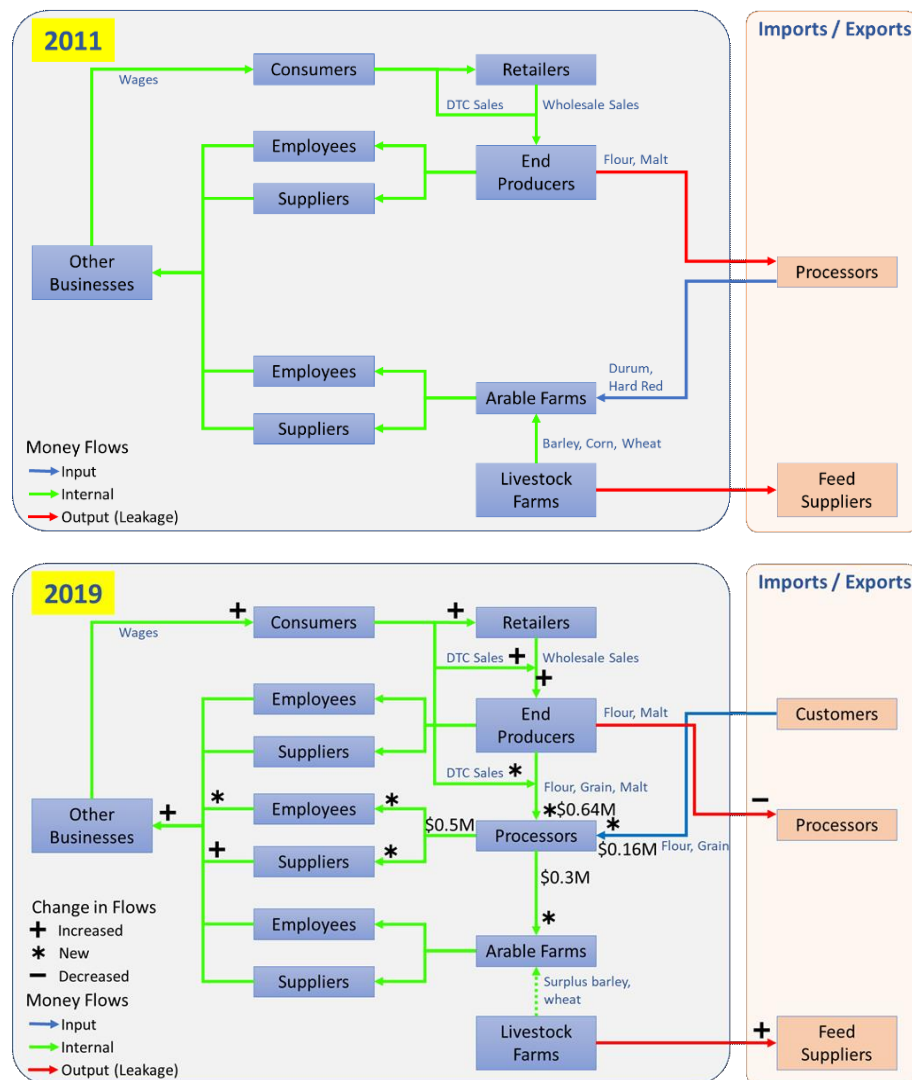 2011
Imports / Exports
Wages
Consumers
Retailers
DTC Sales
Wholesale Sales
Employees
End
Producers
Flour, Malt
Suppliers
Other
Businesses
Processors
Employees
Durum,
Hard Red
Arable Farms
Suppliers
Barley, Corn, Wheat
Money Flows
Input
Internal
Output (Leakage)
Livestock
Farms
Feed
Suppliers
2019
Imports / Exports
+
Wages
Consumers
+
Retailers
DTC Sales +
Wholesale Sales
+
Employees
End
Producers
Flour, Malt
Customers
Suppliers
DTC Sales *
Flour, Grain, Malt
Other
Businesses
+
*
Employees
*
$0.5M
*$0.64M
Processors
*
$0.16M
Flour, Grain
−
Processors
+
Suppliers
*
$0.3M
Change in Flows
+ Increased
* New
− Decreased
Employees
*
Arable Farms
Suppliers
Surplus barley,
wheat
Money Flows
Input
Internal
Output (Leakage)
Livestock
Farms
+
Feed
Suppliers